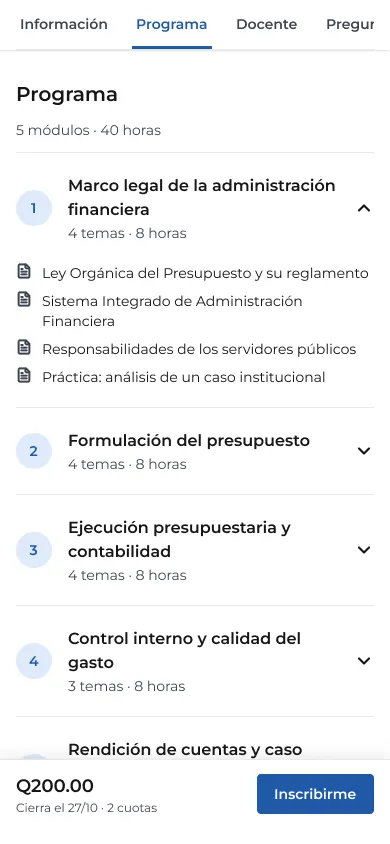 Información Programa Docente Pregun
Programa
5 módulos · 40 horas
1
Marco legal de la administración
financiera
4 temas · 8 horas
Ley Orgánica del Presupuesto y su reglamento
Sistema Integrado de Administración
Financiera
Responsabilidades de los servidores públicos
Práctica: análisis de un caso institucional
2
Formulación del presupuesto
4 temas · 8 horas
3
Ejecución presupuestaria y
contabilidad
4 temas · 8 horas
4
Control interno y calidad del
gasto
3 temas · 8 horas
Rendición de cuentas y caso
Q200.00
Cierra el 27/10 · 2 cuotas
Inscribirme